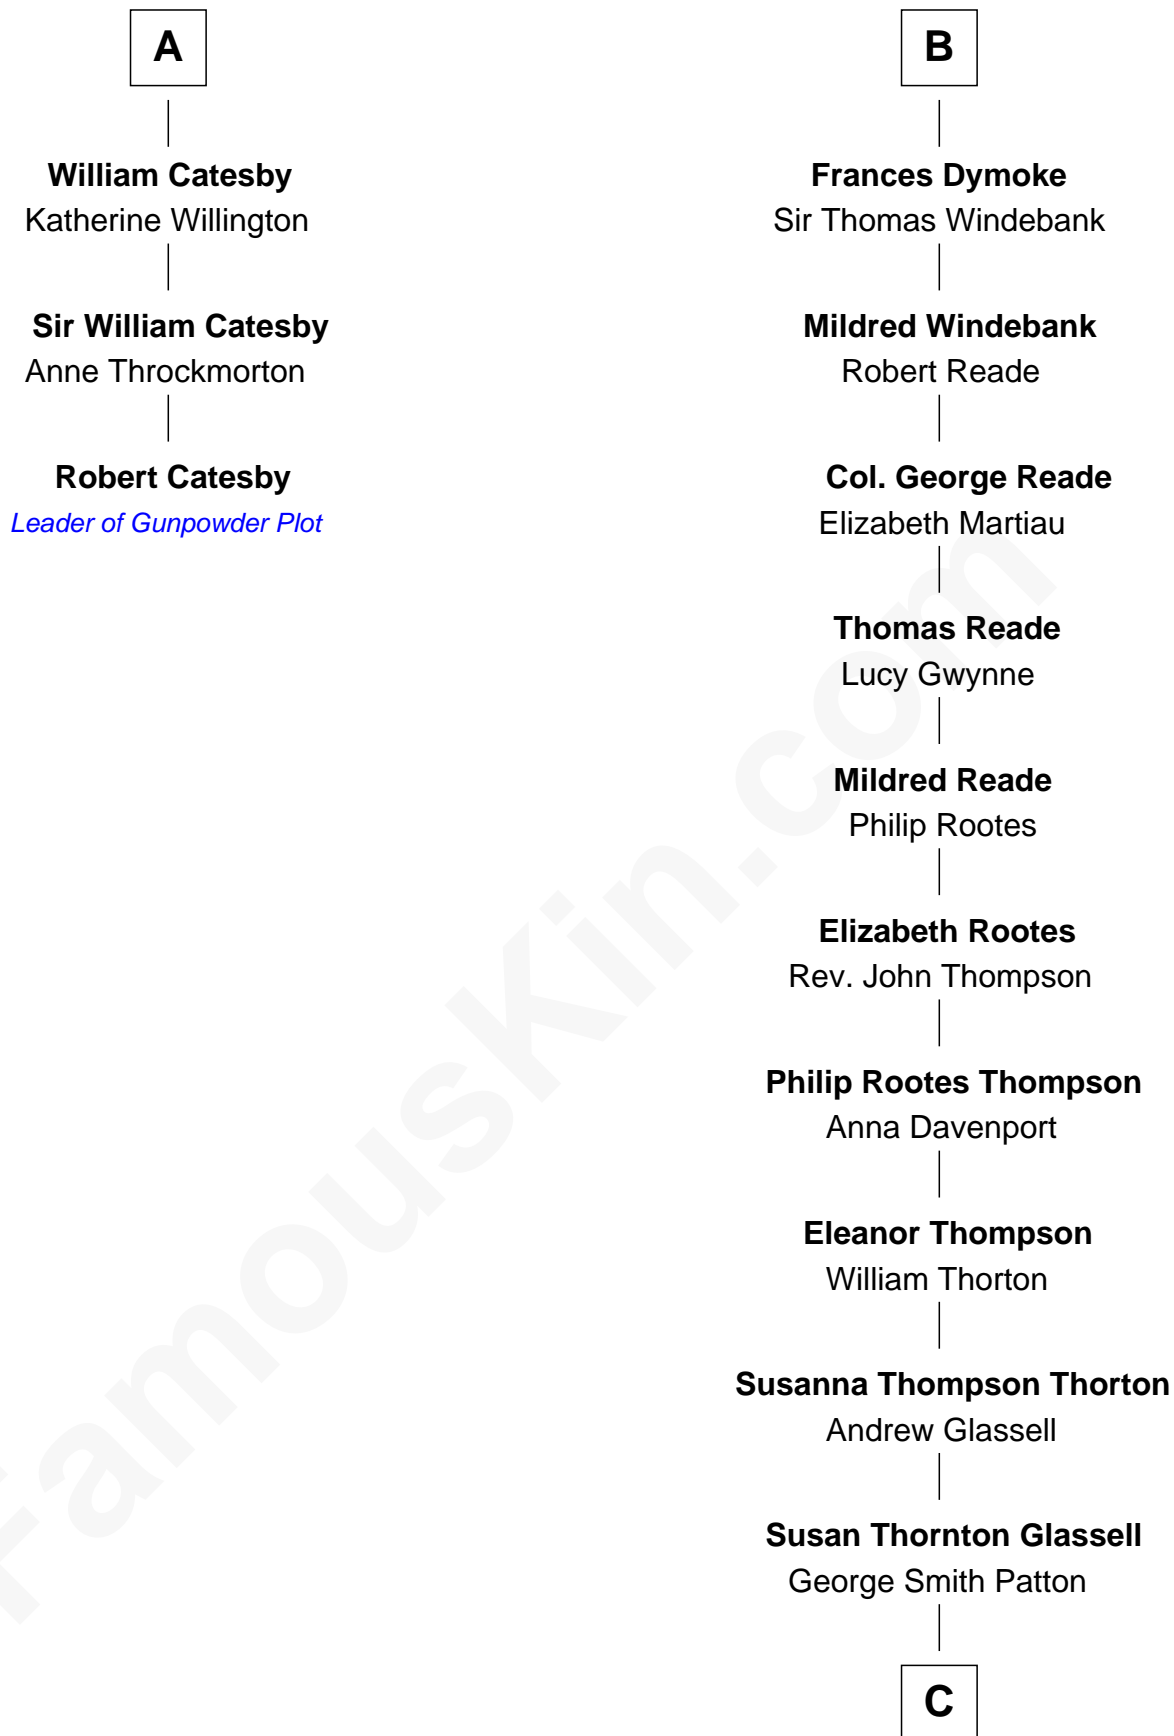 A
William Catesby
Katherine Willington
Sir William Catesby
Anne Throckmorton
Robert Catesby
Leader of Gunpowder Plot
B
Frances Dymoke
Sir Thomas Windebank
Mildred Windebank
Robert Reade
Col. George Reade
Elizabeth Martiau
Thomas Reade
Lucy Gwynne
Mildred Reade
Philip Rootes
Elizabeth Rootes
Rev. John Thompson
Philip Rootes Thompson
Anna Davenport
Eleanor Thompson
William Thorton
Susanna Thompson Thorton
Andrew Glassell
Susan Thornton Glassell
George Smith Patton
C
FamousKin.com